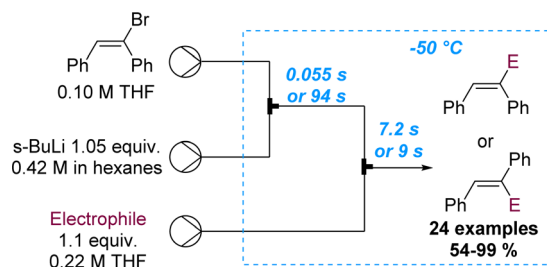 Br
Ph
Ph
0.10 M THF
s-BuLi 1.05 equiv.
0.42 M in hexanes
Electrophile
1.1 equiv.
0.22 M THF
-50 °C
0.055 s
or 94 s
7.2 s
or 9 s
E
Ph
Ph
or
Ph
Ph
E
24 examples
54-99 %